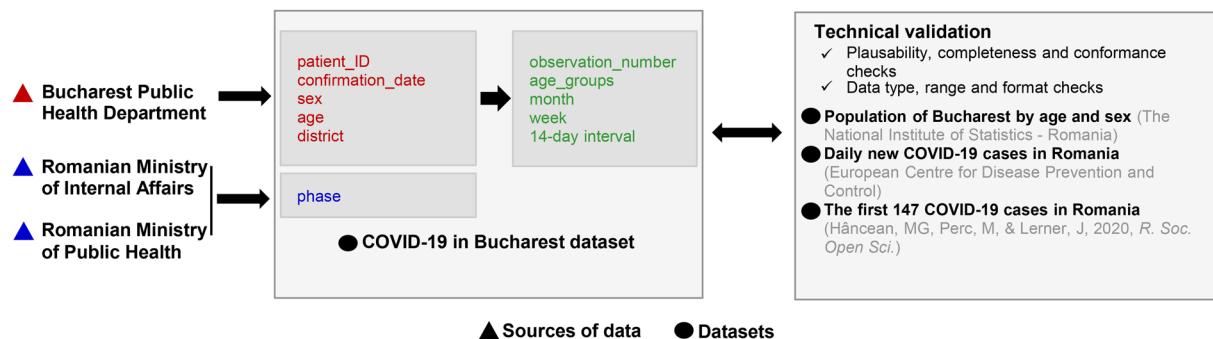 Bucharest Public
Health Department
Romanian Ministry
of Internal Affairs
Romanian Ministry
of Public Health
patient_ID
confirmation_date
sex
age
district
phase
observation_number
age_groups
month
week
14-day interval
COVID-19 in Bucharest dataset
Technical validation
✓ Plausability, completeness and conformance
checks
✓ Data type, range and format checks
Population of Bucharest by age and sex (The
National Institute of Statistics - Romania)
Daily new COVID-19 cases in Romania
(European Centre for Disease Prevention and
Control)
The first 147 COVID-19 cases in Romania
(Hâncean, MG, Perc, M, & Lerner, J, 2020, R. Soc.
Open Sci.)
Sources of data
Datasets